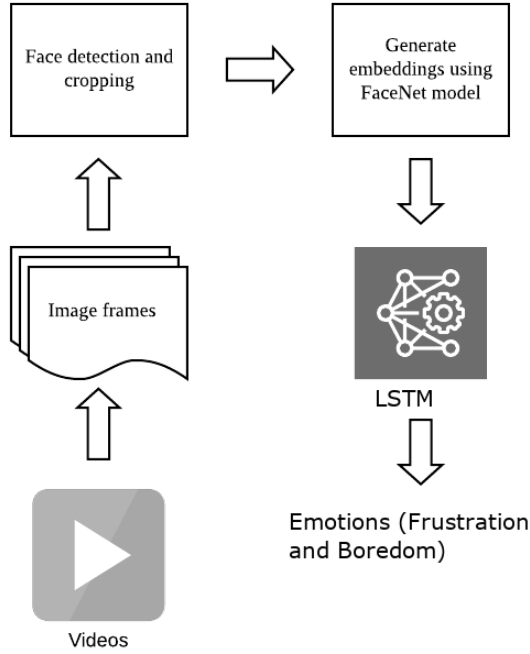 Face detection and
cropping
Generate
embeddings using
FaceNet model
Image frames
LSTM
Emotions (Frustration
and Boredom)
Videos